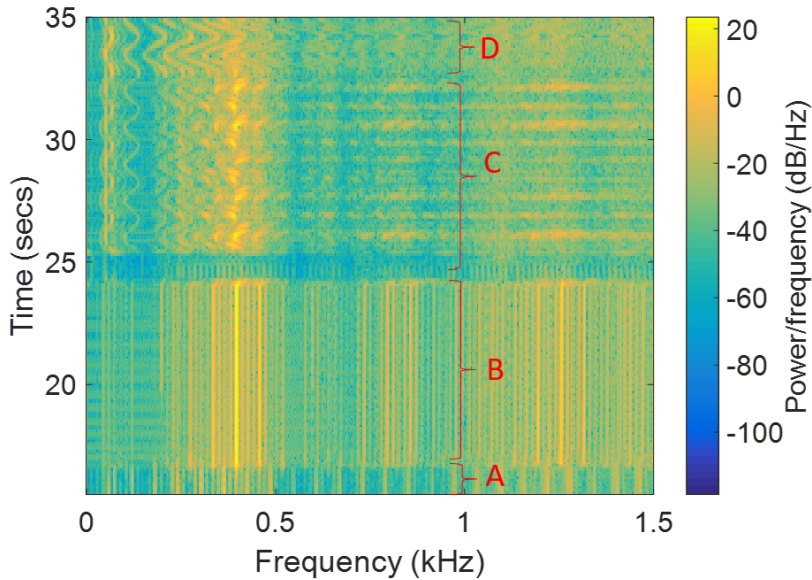 35
30
25
20
Time (secs)
0
0.5
1
1.5
Frequency (kHz)
D
C
B
A
20
0
-20
-40
-60
-80
-100
Power/frequency (dB/Hz)